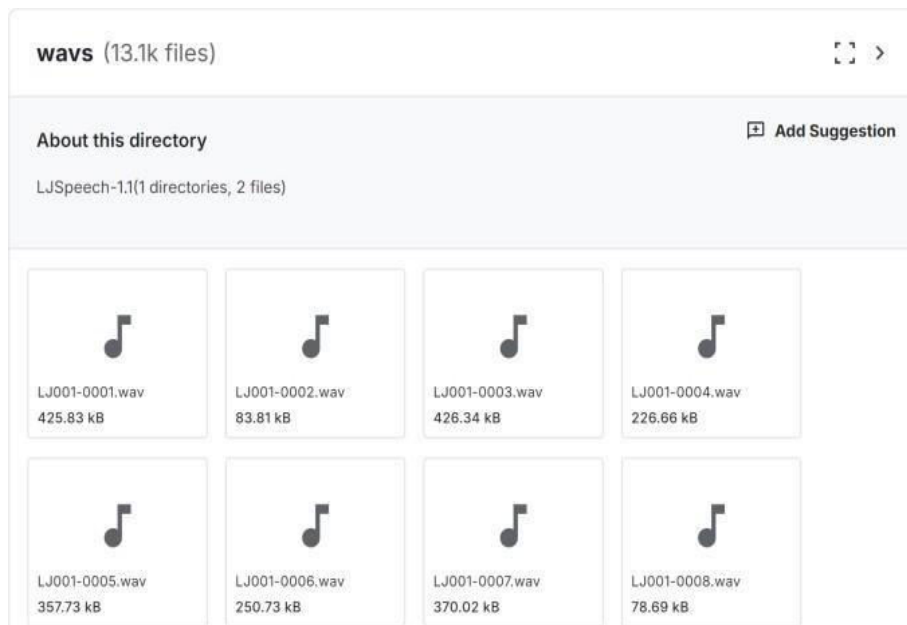 wavs (13.1k files)
About this directory
Add Suggestion
LJSpeech-1.1(1 directories, 2 files)
LJ001-0001.wav
425.83 kB
LJ001-0002.wav
83.81 kB
LJ001-0003.wav
426.34 kB
LJ001-0004.wav
226.66 kB
LJ001-0005.wav
357.73 kB
LJ001-0006.wav
250.73 kB
LJ001-0007.wav
370.02 kB
LJ001-0008.wav
78.69 kB